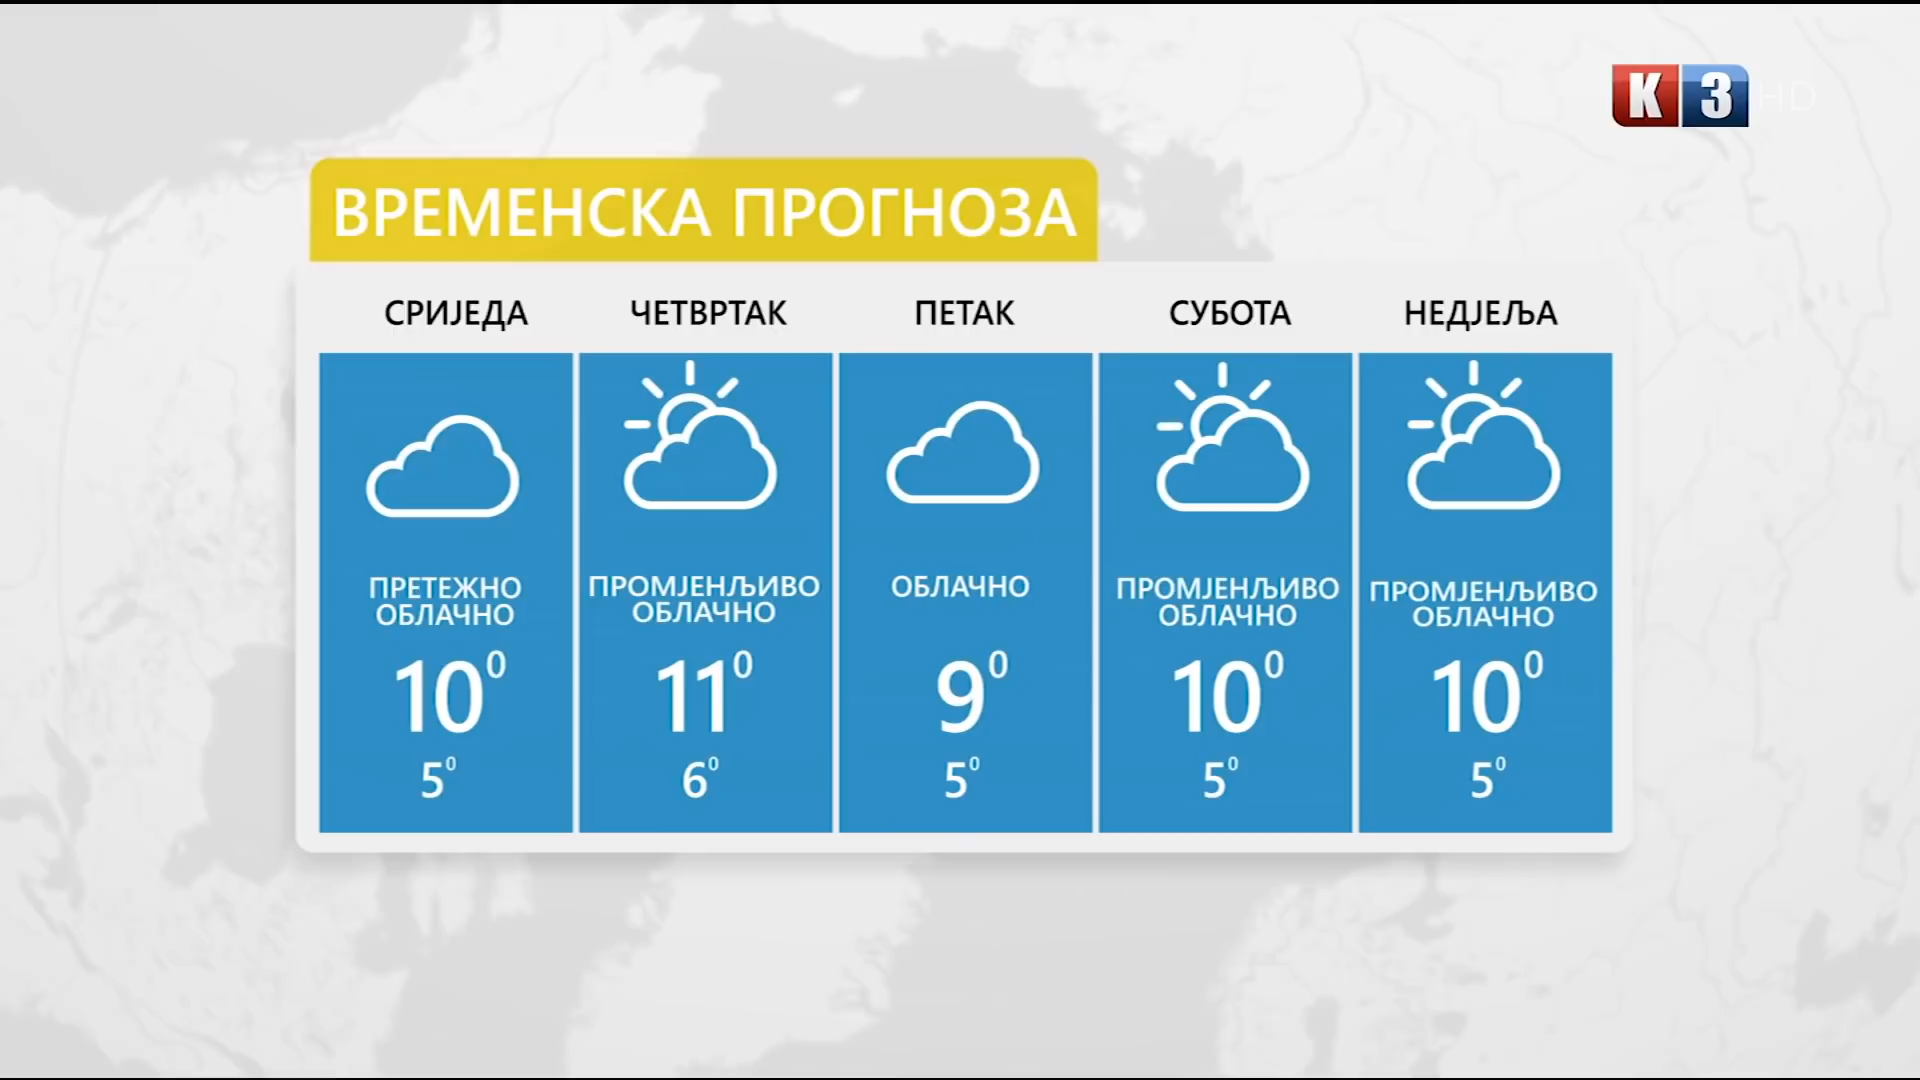 К3 HD
ВРЕМЕНСКА ПРОГНОЗА
СРИЈЕДА
ЧЕТВРТАК
ПЕТАК
СУБОТА
НЕДЈЕЉА
ПРЕТЕЖНО
ОБЛАЧНО
10⁰
5⁰
ПРОМЈЕНЉИВО
ОБЛАЧНО
11⁰
6⁰
ОБЛАЧНО
9⁰
5⁰
ПРОМЈЕНЉИВО
ОБЛАЧНО
10⁰
5⁰
ПРОМЈЕНЉИВО
ОБЛАЧНО
10⁰
5⁰